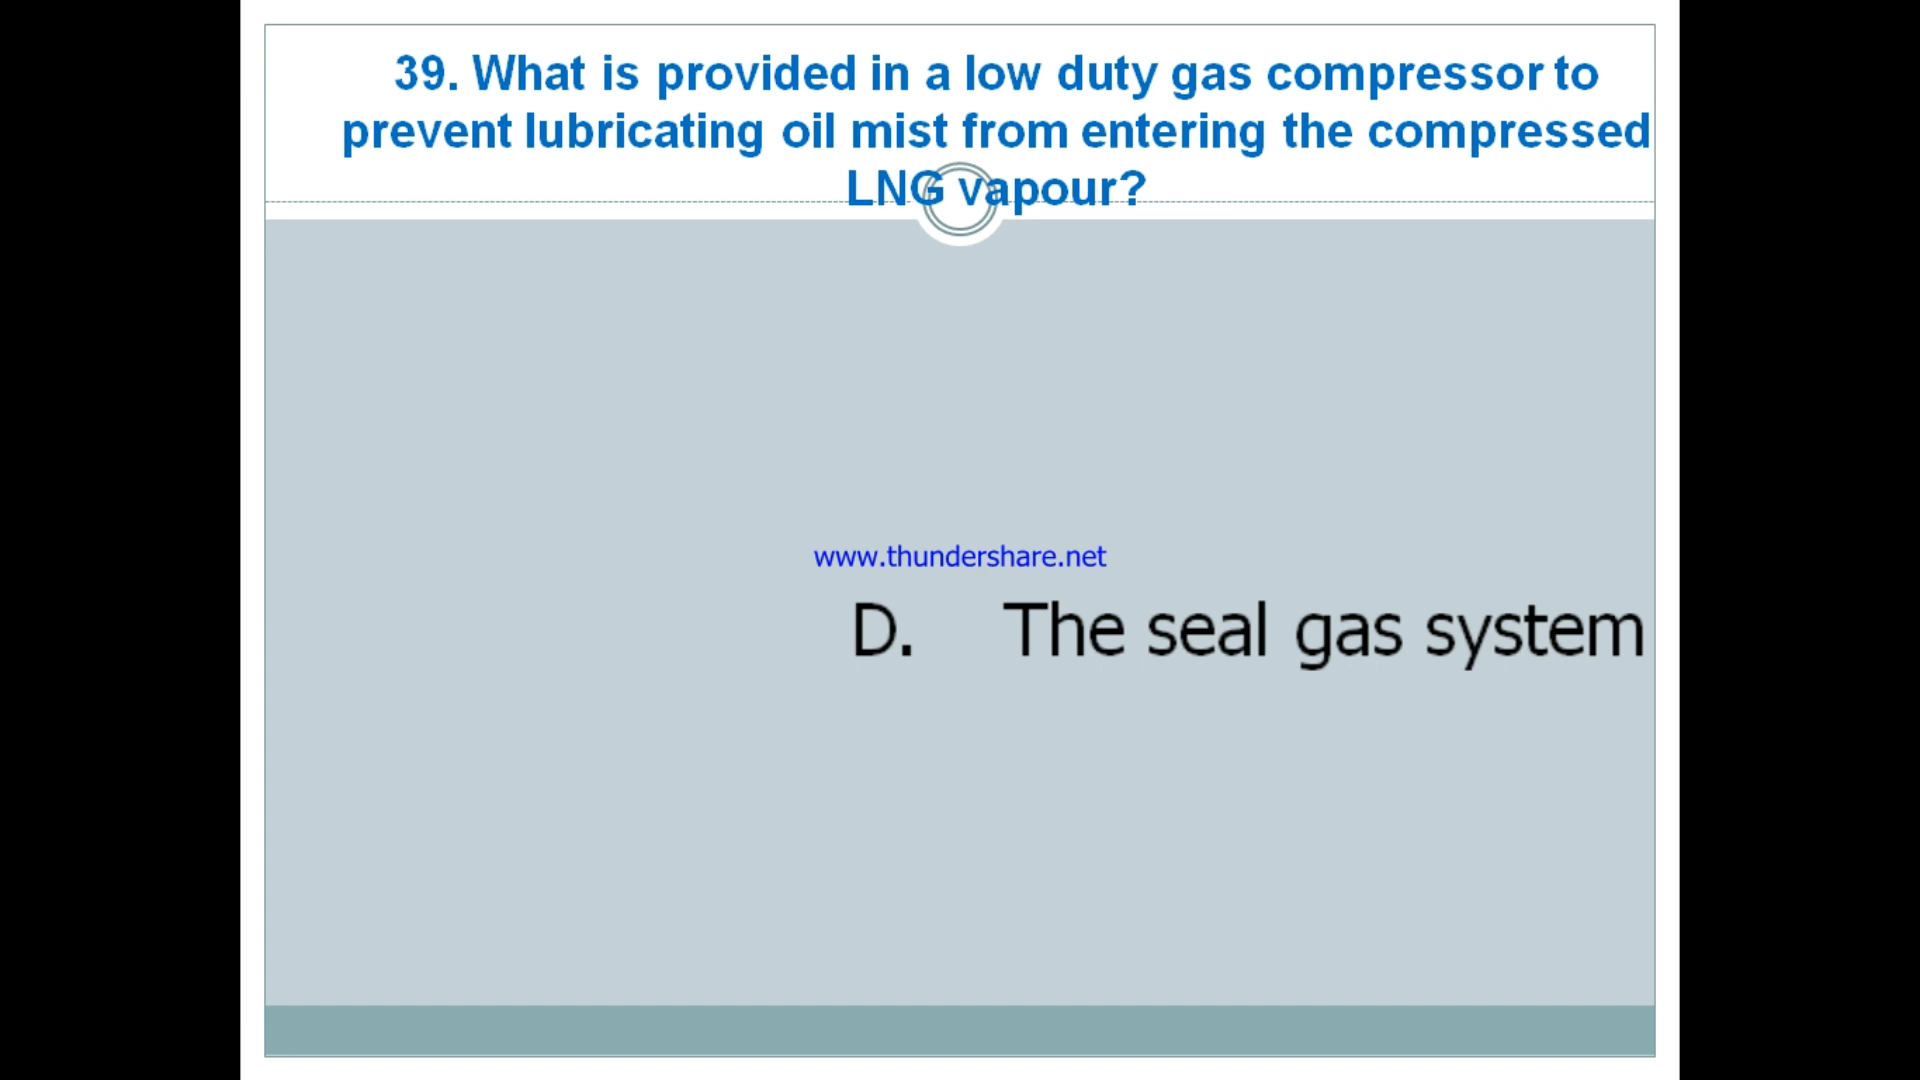 39. What is provided in a low duty gas compressor to
prevent lubricating oil mist from entering the compressed
LNG vapour?
www.thundershare.net
D. The seal gas system